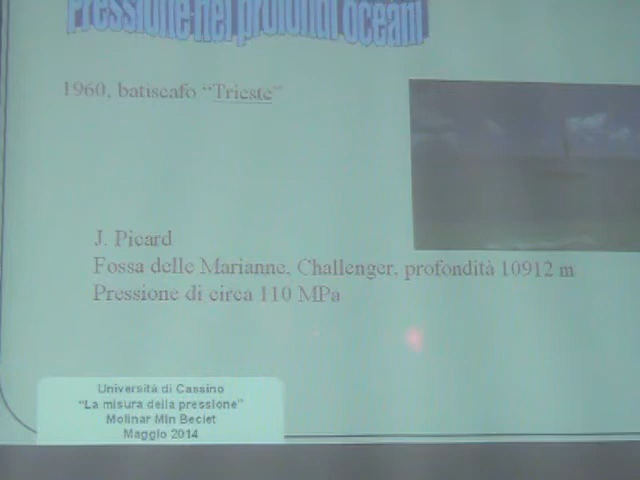 Pressione nei profondi oceani
1960, batiscafo “Trieste”
J. Picard
Fossa delle Marianne, Challenger, profondità 10912 m
Pressione di circa 110 MPa
Università di Cassino
“La misura della pressione”
Molinar Min Beciet
Maggio 2014